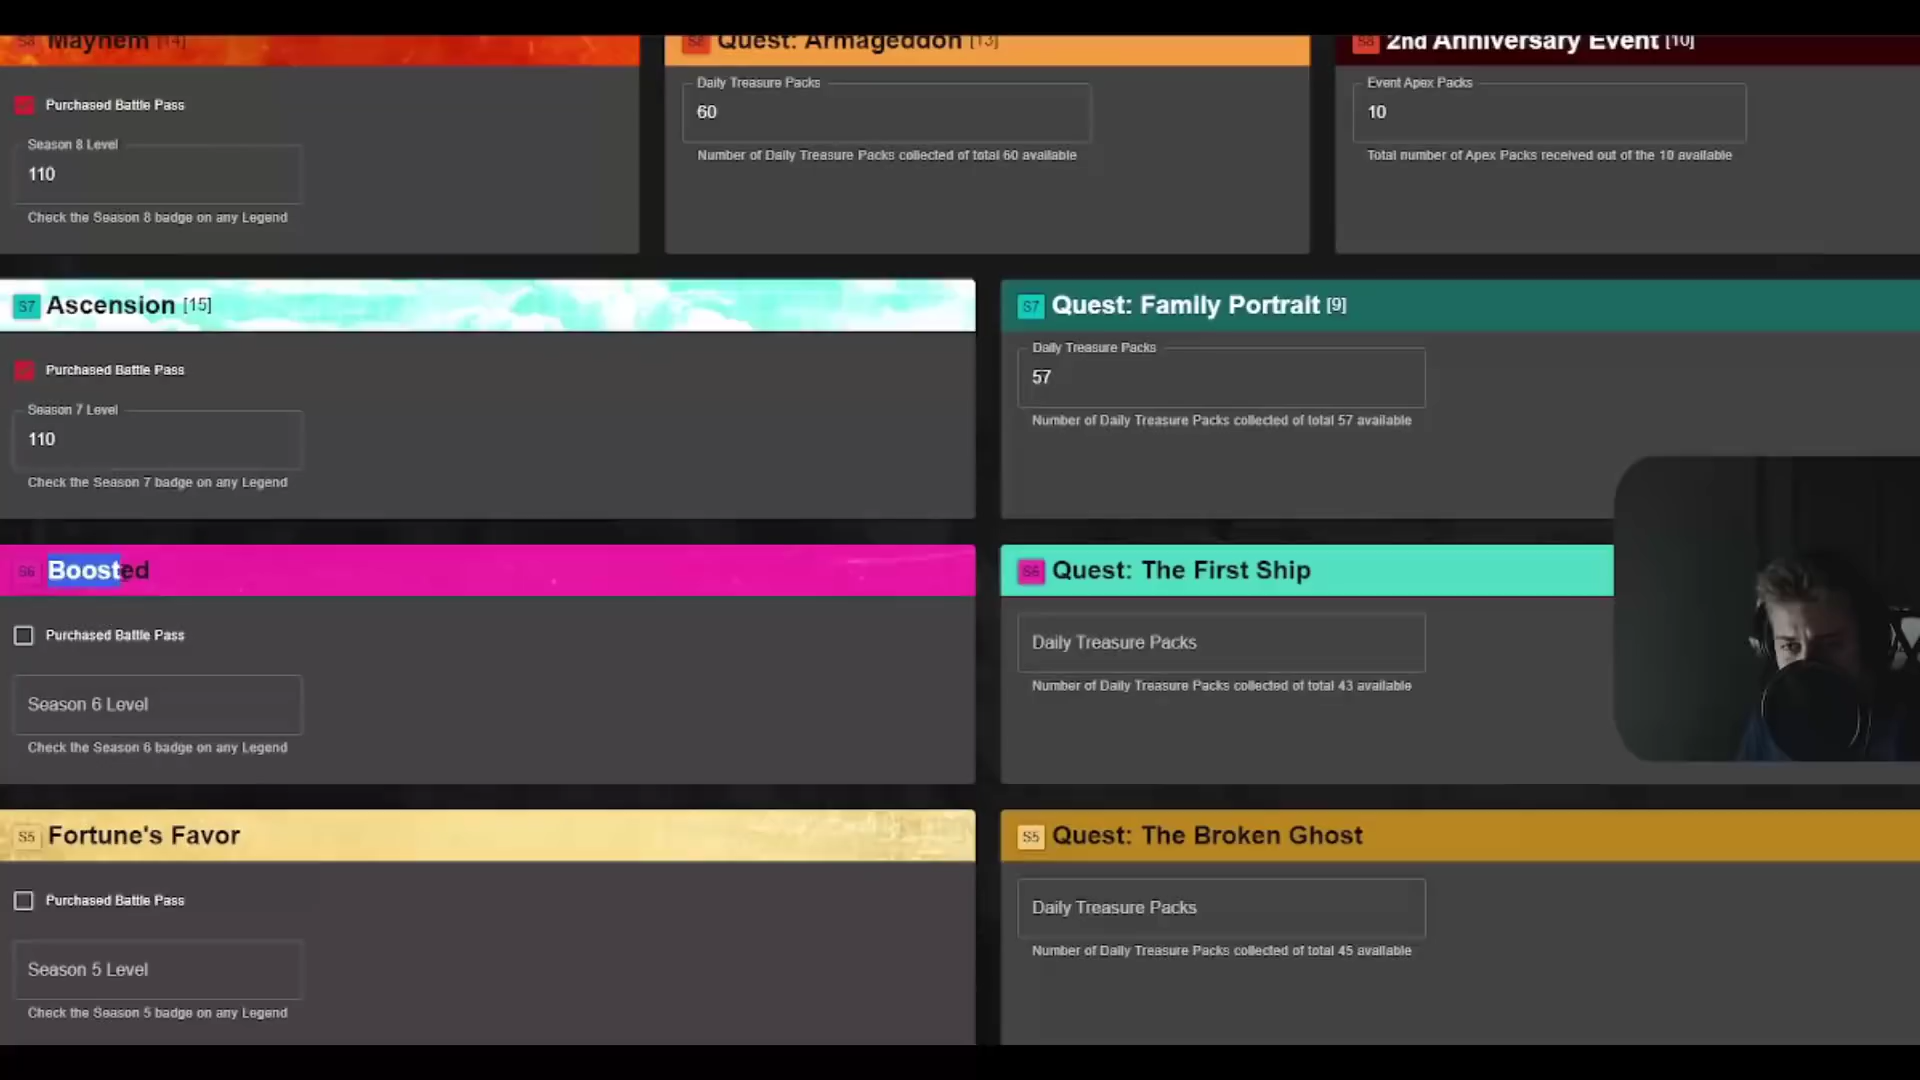 S8 Mayhem [14]
Purchased Battle Pass
Season 8 Level
110
Check the Season 8 badge on any Legend
S8 Quest: Armageddon [13]
Daily Treasure Packs
60
Number of Daily Treasure Packs collected of total 60 available
S8 2nd Anniversary Event [10]
Event Apex Packs
10
Total number of Apex Packs received out of the 10 available
S7 Ascension [15]
Purchased Battle Pass
Season 7 Level
110
Check the Season 7 badge on any Legend
S7 Quest: Family Portrait [9]
Daily Treasure Packs
57
Number of Daily Treasure Packs collected of total 57 available
S6 Boosted
Purchased Battle Pass
Season 6 Level
Check the Season 6 badge on any Legend
S6 Quest: The First Ship
Daily Treasure Packs
Number of Daily Treasure Packs collected of total 43 available
S5 Fortune's Favor
Purchased Battle Pass
Season 5 Level
Check the Season 5 badge on any Legend
S5 Quest: The Broken Ghost
Daily Treasure Packs
Number of Daily Treasure Packs collected of total 45 available